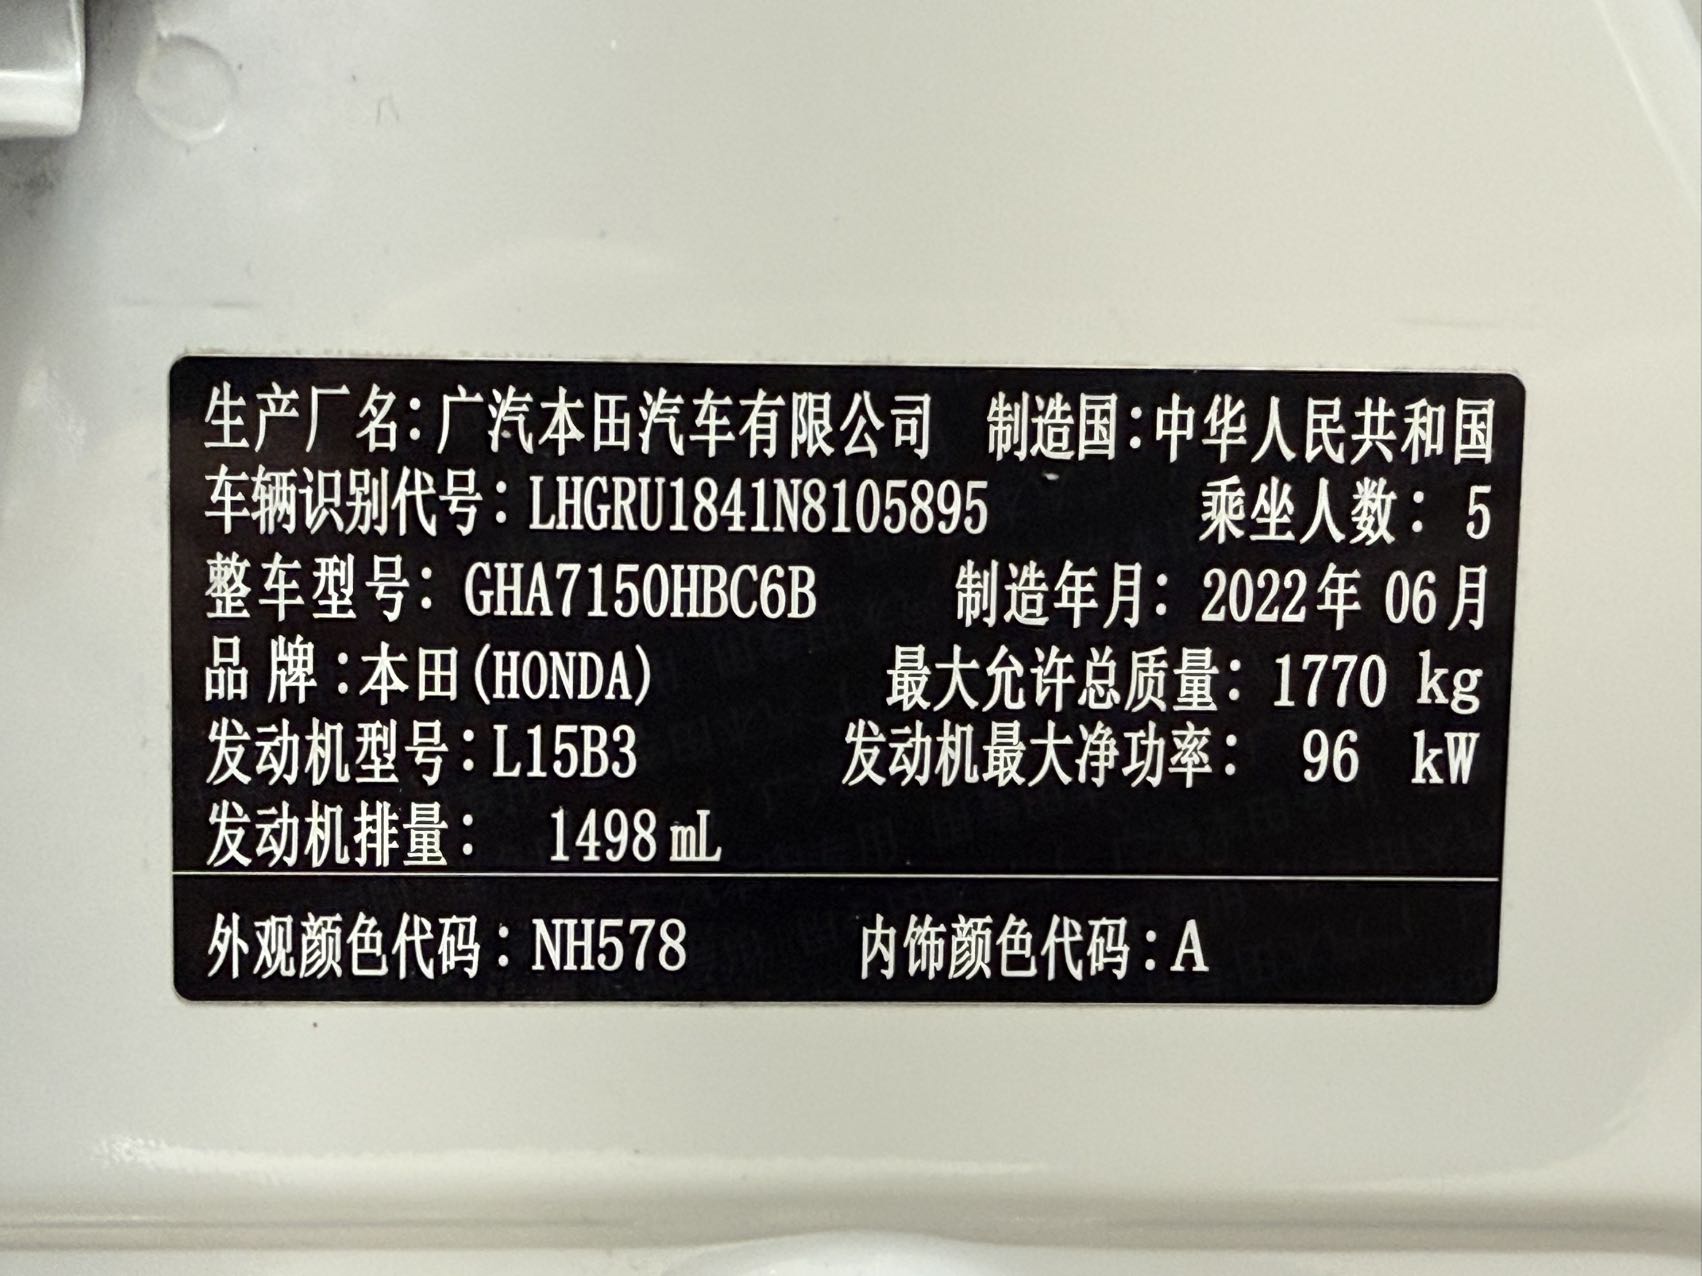 生产厂名：广汽本田汽车有限公司 制造国：中华人民共和国
车辆识别代号：LHGRU1841N8105895 乘坐人数：5
整车型号：GHA7150HBC6B 制造年月：2022年 06月
品 牌：本田(HONDA) 最大允许总质量：1770 kg
发动机型号：L15B3 发动机最大净功率： 96 kW
发动机排量： 1498 mL
外观颜色代码：NH578 内饰颜色代码：A